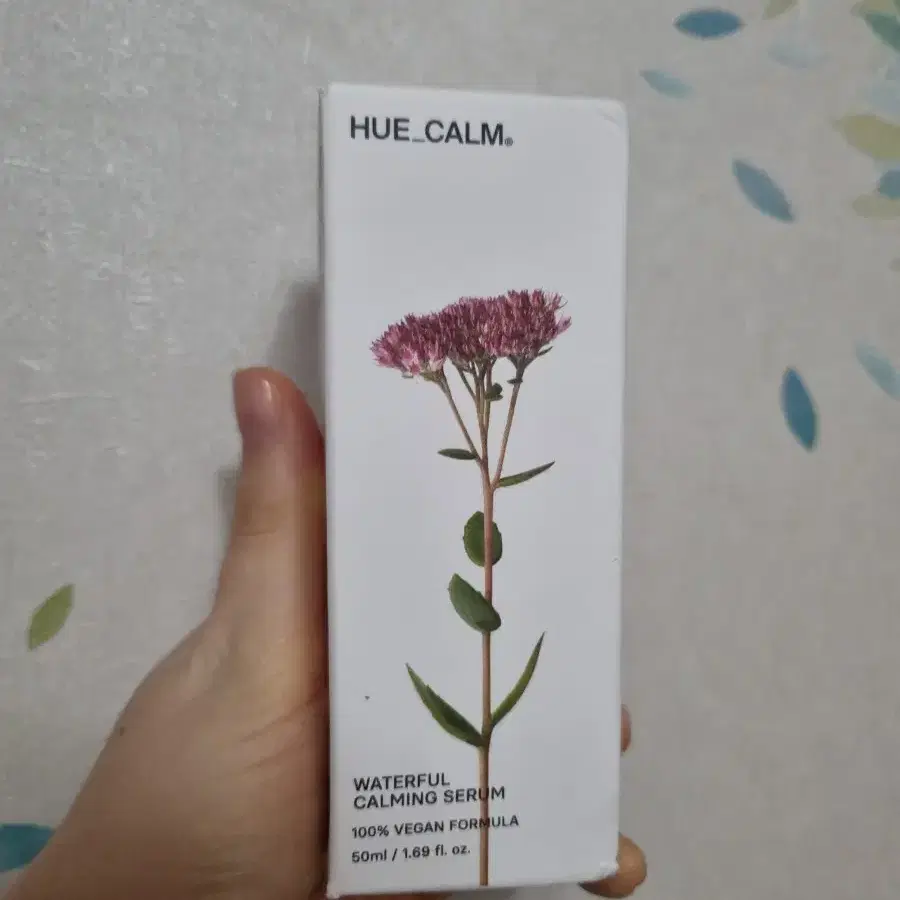 HUE_CALM®
WATERFUL
CALMING SERUM
100% VEGAN FORMULA
50ml / 1.69 fl. oz.